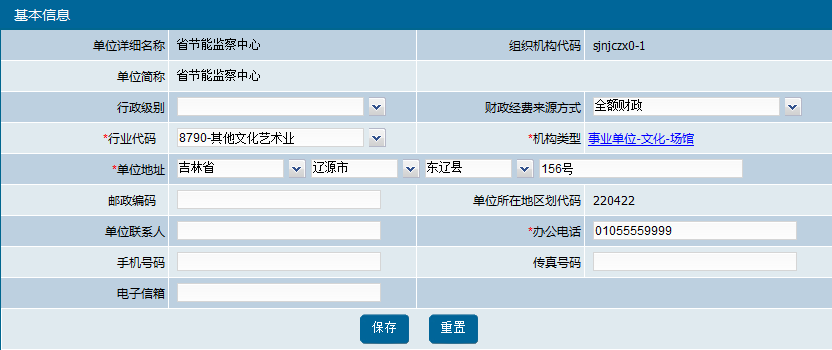 基本信息
单位详细名称 省节能监察中心 组织机构代码 sjnjczx0-1
单位简称 省节能监察中心
行政级别 财政经费来源方式 全额财政
*行业代码 8790-其他文化艺术业 *机构类型 事业单位-文化-场馆
*单位地址 吉林省 辽源市 东辽县 156号
邮政编码 单位所在地区划代码 220422
单位联系人 *办公电话 01055559999
手机号码 传真号码
电子信箱
保存 重置